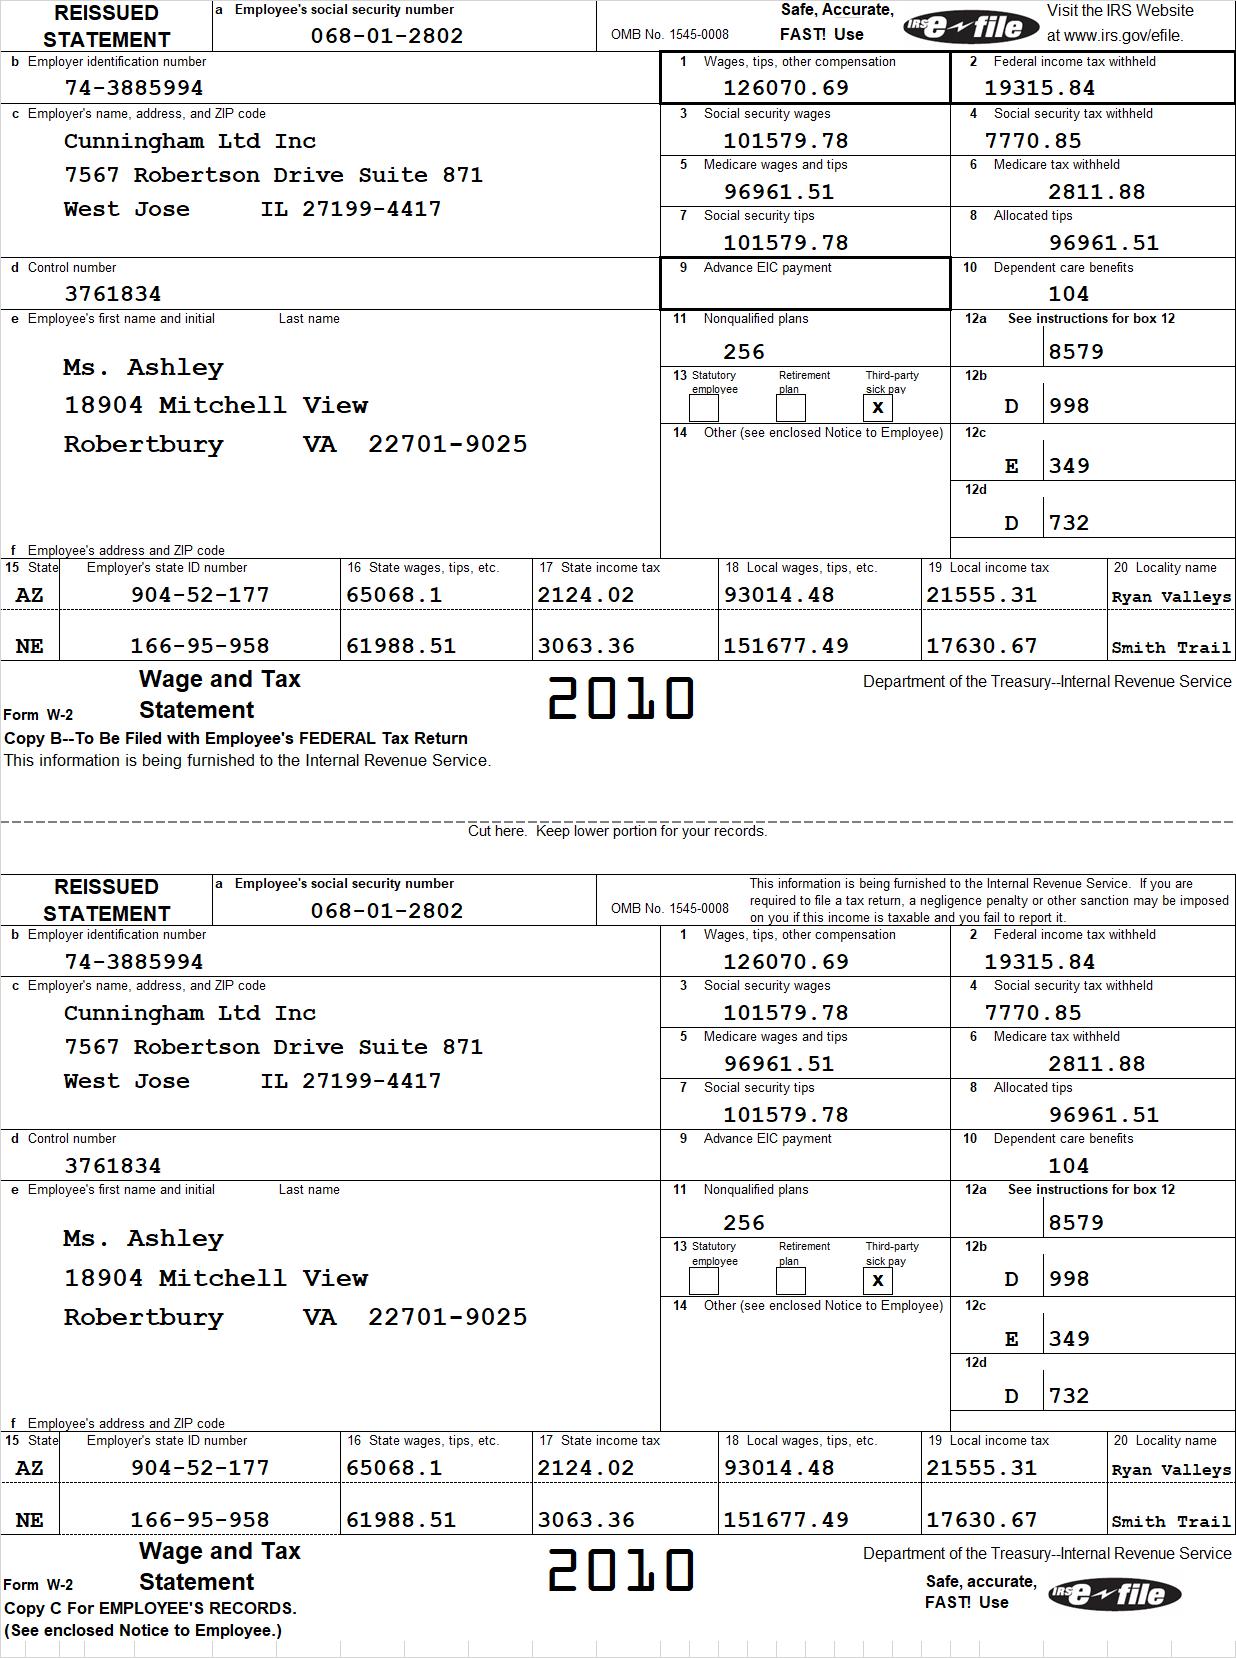 REISSUED STATEMENT
a Employee's social security number
068-01-2802
OMB No. 1545-0008
Safe, Accurate,
FAST! Use
IRS e-file
Visit the IRS Website
at www.irs.gov/efile.
b Employer identification number
74-3885994
1 Wages, tips, other compensation
126070.69
2 Federal income tax withheld
19315.84
c Employer's name, address, and ZIP code
Cunningham Ltd Inc
7567 Robertson Drive Suite 871
West Jose IL 27199-4417
3 Social security wages
101579.78
4 Social security tax withheld
7770.85
5 Medicare wages and tips
96961.51
6 Medicare tax withheld
2811.88
7 Social security tips
101579.78
8 Allocated tips
96961.51
d Control number
3761834
9 Advance EIC payment
10 Dependent care benefits
104
e Employee's first name and initial Last name
Ms. Ashley
18904 Mitchell View
Robertbury VA 22701-9025
11 Nonqualified plans
256
12a See instructions for box 12
8579
13 Statutory employee
Retirement plan
Third-party sick pay
X
12b
D 998
14 Other (see enclosed Notice to Employee)
12c
E 349
12d
D 732
f Employee's address and ZIP code
15 State Employer's state ID number 16 State wages, tips, etc. 17 State income tax 18 Local wages, tips, etc. 19 Local income tax 20 Locality name
AZ 904-52-177 65068.1 2124.02 93014.48 21555.31 Ryan Valleys
NE 166-95-958 61988.51 3063.36 151677.49 17630.67 Smith Trail
Form W-2
Wage and Tax
Statement
2010
Department of the Treasury--Internal Revenue Service
Copy B--To Be Filed with Employee's FEDERAL Tax Return
This information is being furnished to the Internal Revenue Service.
Cut here. Keep lower portion for your records.
REISSUED STATEMENT
a Employee's social security number
068-01-2802
OMB No. 1545-0008
This information is being furnished to the Internal Revenue Service. If you are
required to file a tax return, a negligence penalty or other sanction may be imposed
on you if this income is taxable and you fail to report it.
b Employer identification number
74-3885994
1 Wages, tips, other compensation
126070.69
2 Federal income tax withheld
19315.84
c Employer's name, address, and ZIP code
Cunningham Ltd Inc
7567 Robertson Drive Suite 871
West Jose IL 27199-4417
3 Social security wages
101579.78
4 Social security tax withheld
7770.85
5 Medicare wages and tips
96961.51
6 Medicare tax withheld
2811.88
7 Social security tips
101579.78
8 Allocated tips
96961.51
d Control number
3761834
9 Advance EIC payment
10 Dependent care benefits
104
e Employee's first name and initial Last name
Ms. Ashley
18904 Mitchell View
Robertbury VA 22701-9025
11 Nonqualified plans
256
12a See instructions for box 12
8579
13 Statutory employee
Retirement plan
Third-party sick pay
X
12b
D 998
14 Other (see enclosed Notice to Employee)
12c
E 349
12d
D 732
f Employee's address and ZIP code
15 State Employer's state ID number 16 State wages, tips, etc. 17 State income tax 18 Local wages, tips, etc. 19 Local income tax 20 Locality name
AZ 904-52-177 65068.1 2124.02 93014.48 21555.31 Ryan Valleys
NE 166-95-958 61988.51 3063.36 151677.49 17630.67 Smith Trail
Form W-2
Wage and Tax
Statement
2010
Department of the Treasury--Internal Revenue Service
Safe, accurate,
FAST! Use
IRS e-file
Copy C For EMPLOYEE'S RECORDS.
(See enclosed Notice to Employee.)